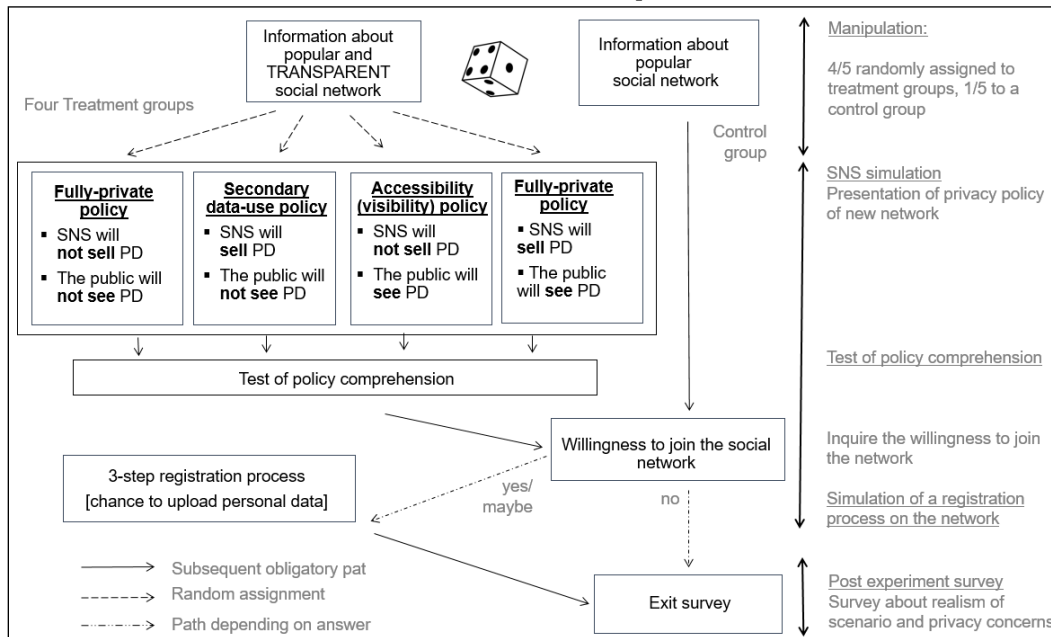 Information about
popular and
TRANSPARENT
social network
Information about
popular
social network
Manipulation:
4/5 randomly assigned to
treatment groups, 1/5 to a
control group
Four Treatment groups
Control
group
Fully-private
policy
▪ SNS will
not sell PD
▪ The public will
not see PD
Secondary
data-use policy
▪ SNS will
sell PD
▪ The public will
not see PD
Accessibility
(visibility) policy
▪ SNS will
not sell PD
▪ The public will
see PD
Fully-private
policy
▪ SNS will
sell PD
▪ The public
will see PD
SNS simulation
Presentation of privacy policy
of new network
Test of policy comprehension
Test of policy comprehension
Willingness to join the social
network
Inquire the willingness to join
the network
3-step registration process
[chance to upload personal data]
yes/
maybe
no
Simulation of a registration
process on the network
Subsequent obligatory pat
Random assignment
Path depending on answer
Exit survey
Post experiment survey
Survey about realism of
scenario and privacy concerns